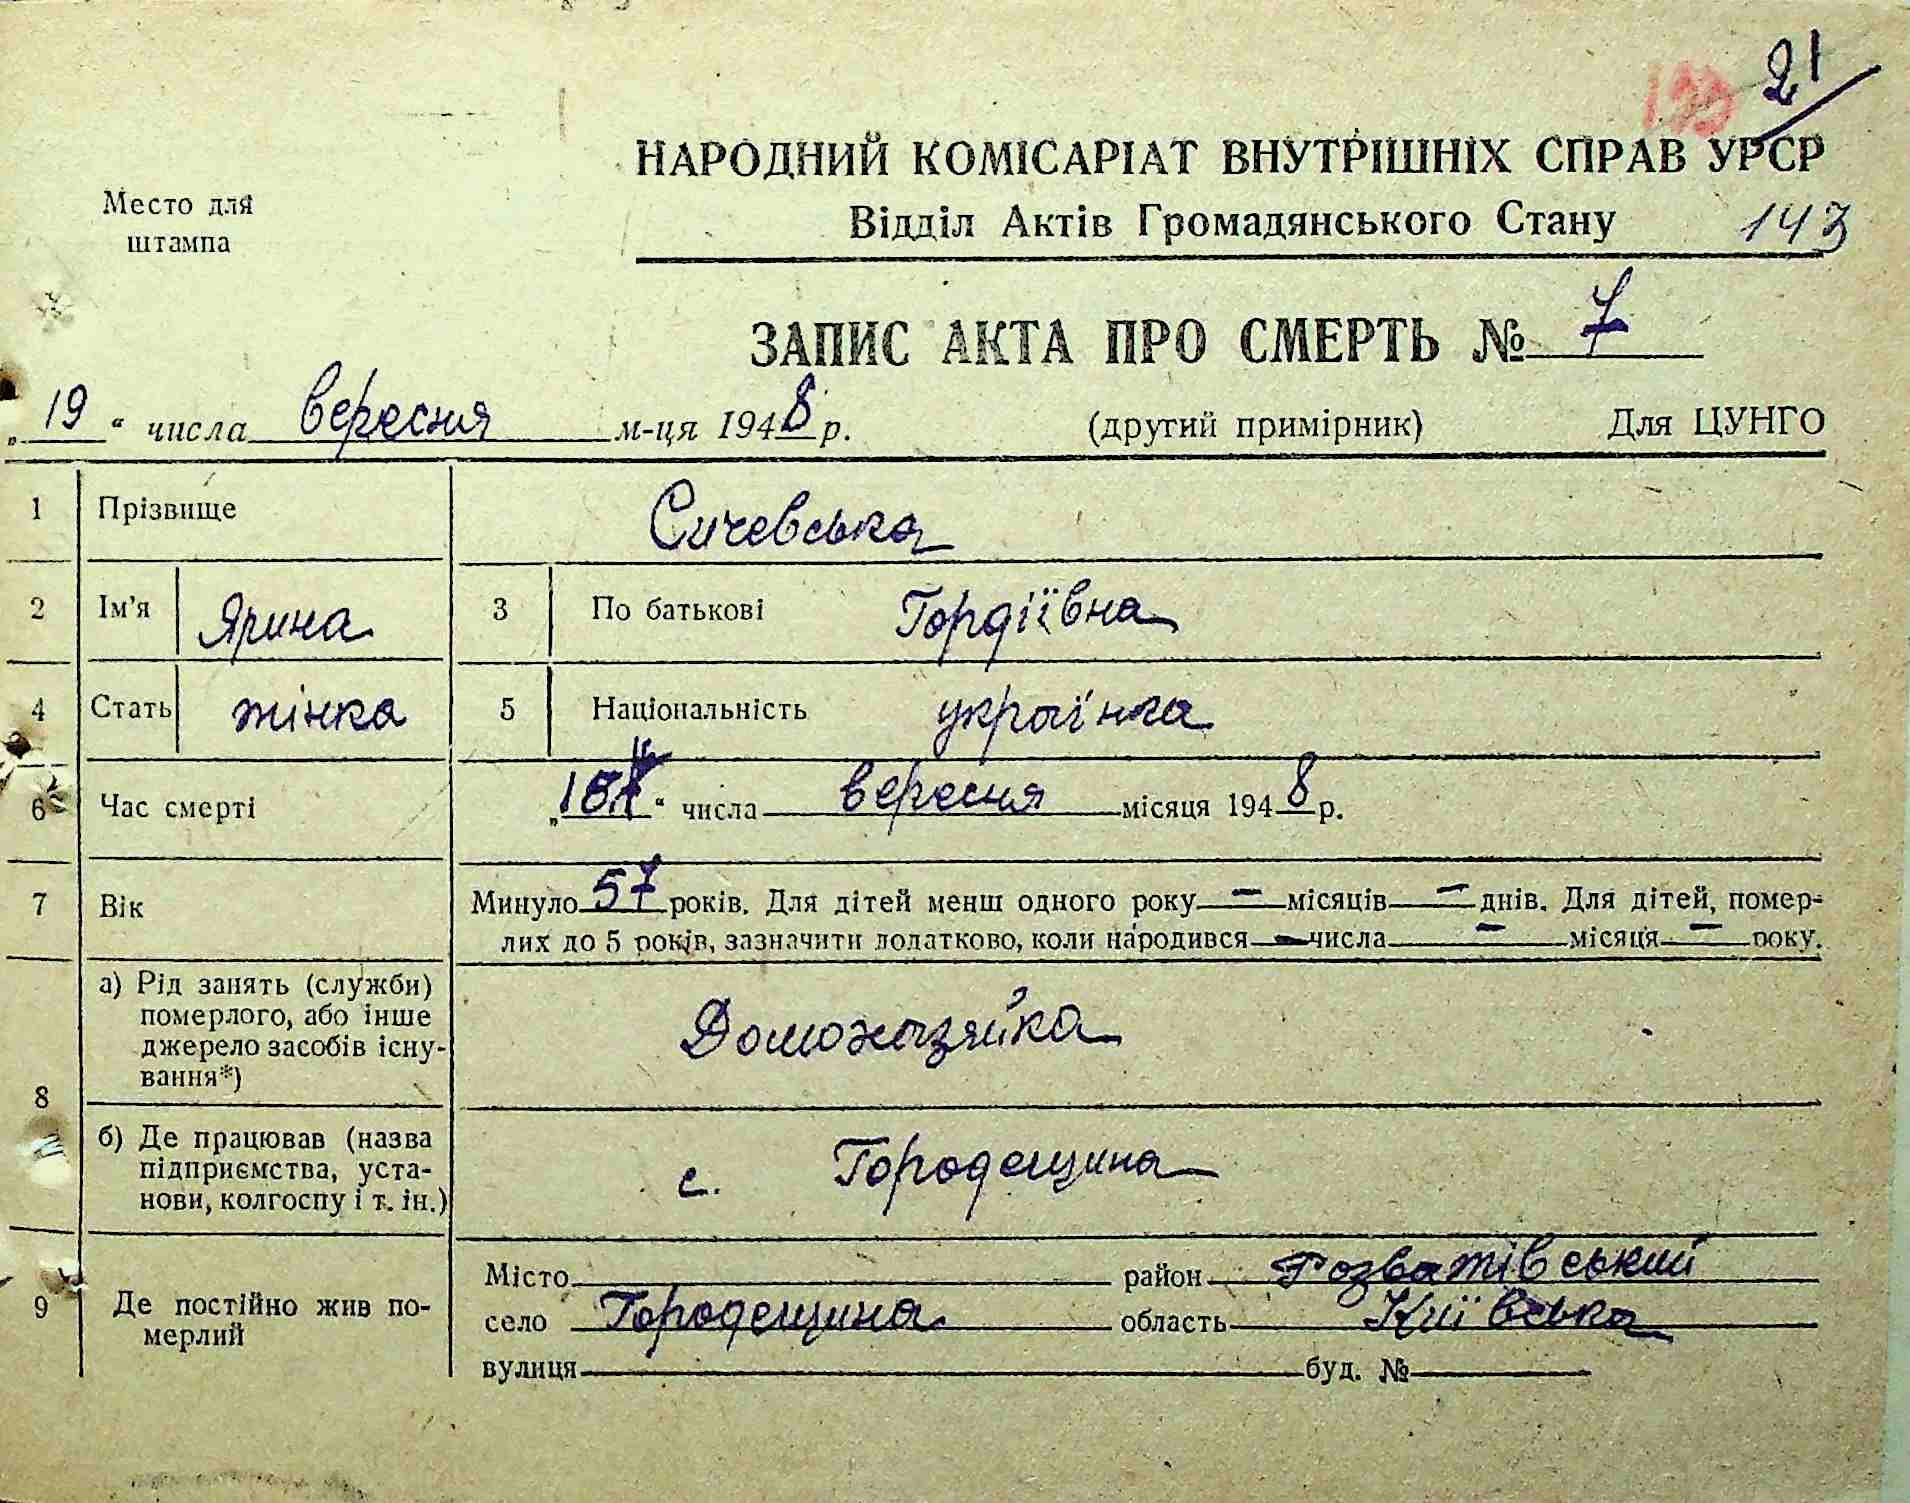 21
143
НАРОДНИЙ КОМІСАРІАТ ВНУТРІШНІХ СПРАВ УРСР
Место для
штампа
Відділ Актів Громадянського Стану
ЗАПИС АКТА ПРО СМЕРТЬ № 7
„19“ числа вересня м-ця 1948 р. (другий примірник) Для ЦУНГО
1 Прізвище Сичевська
2 Ім'я Ярина 3 По батькові Гордіївна
4 Стать жінка 5 Національність українка
6 Час смерті числа вересня місяця 1948 р.
7 Вік Минуло 57 років. Для дітей менш одного року — місяців — днів. Для дітей, помер-
лих до 5 років, зазначити додатково, коли народився — числа — місяця — року.
8 а) Рід занять (служби)
померлого, або інше
джерело засобів існу-
вання*)
Домохазяйка
б) Де працював (назва
підприємства, уста-
нови, колгоспу і т. ін.)
с. Городещина
9 Де постійно жив по-
мерлий
Місто район Розважівський
село Городещина область Київська
вулиця буд. №